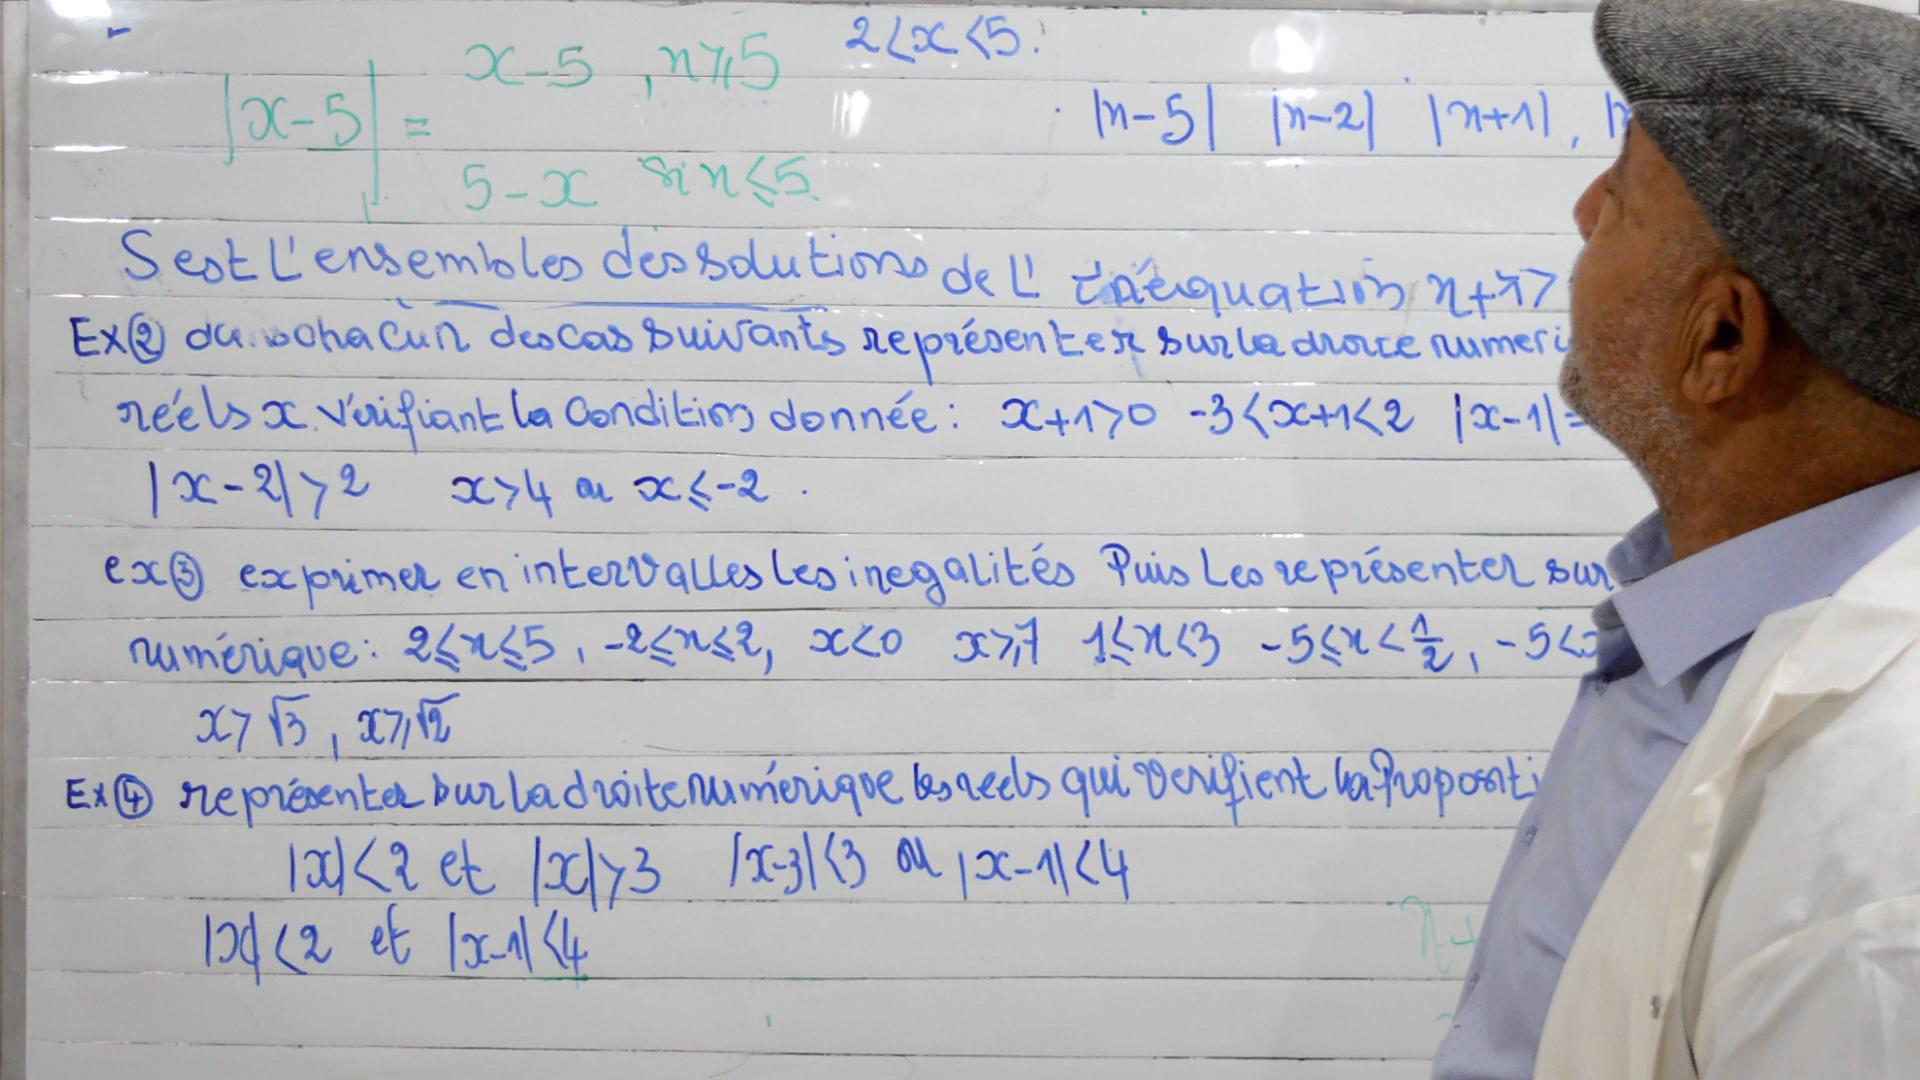 x-5 , x⩾5 2<x<5.
|x-5| = |x-5| |x-2| |x+1| ,
5-x si x⩽5
S est L'ensembles des solutions de L' inéquation x+1>
Ex② chacun des cas suivants représenter sur la droite numeri
réels x vérifiant la condition donnée : x+1>0 -3<x+1<2 |x-1|=
|x-2|>2 x>4 ou x⩽-2 .
ex③ exprimer en intervalles les inegalités Puis Les représenter sur
numérique : 2⩽x⩽5 , -2⩽x⩽2, x<0 x⩾7 1⩽x<3 -5⩽x<1/2 , -5<x
x>√3 , x⩾√2
Ex④ représenter sur la droite numérique les reels qui vérifient la Propositi
|x|<2 et |x|>3 |x-3|<3 ou |x-1|<4
|x|<2 et |x-1|<4
x+